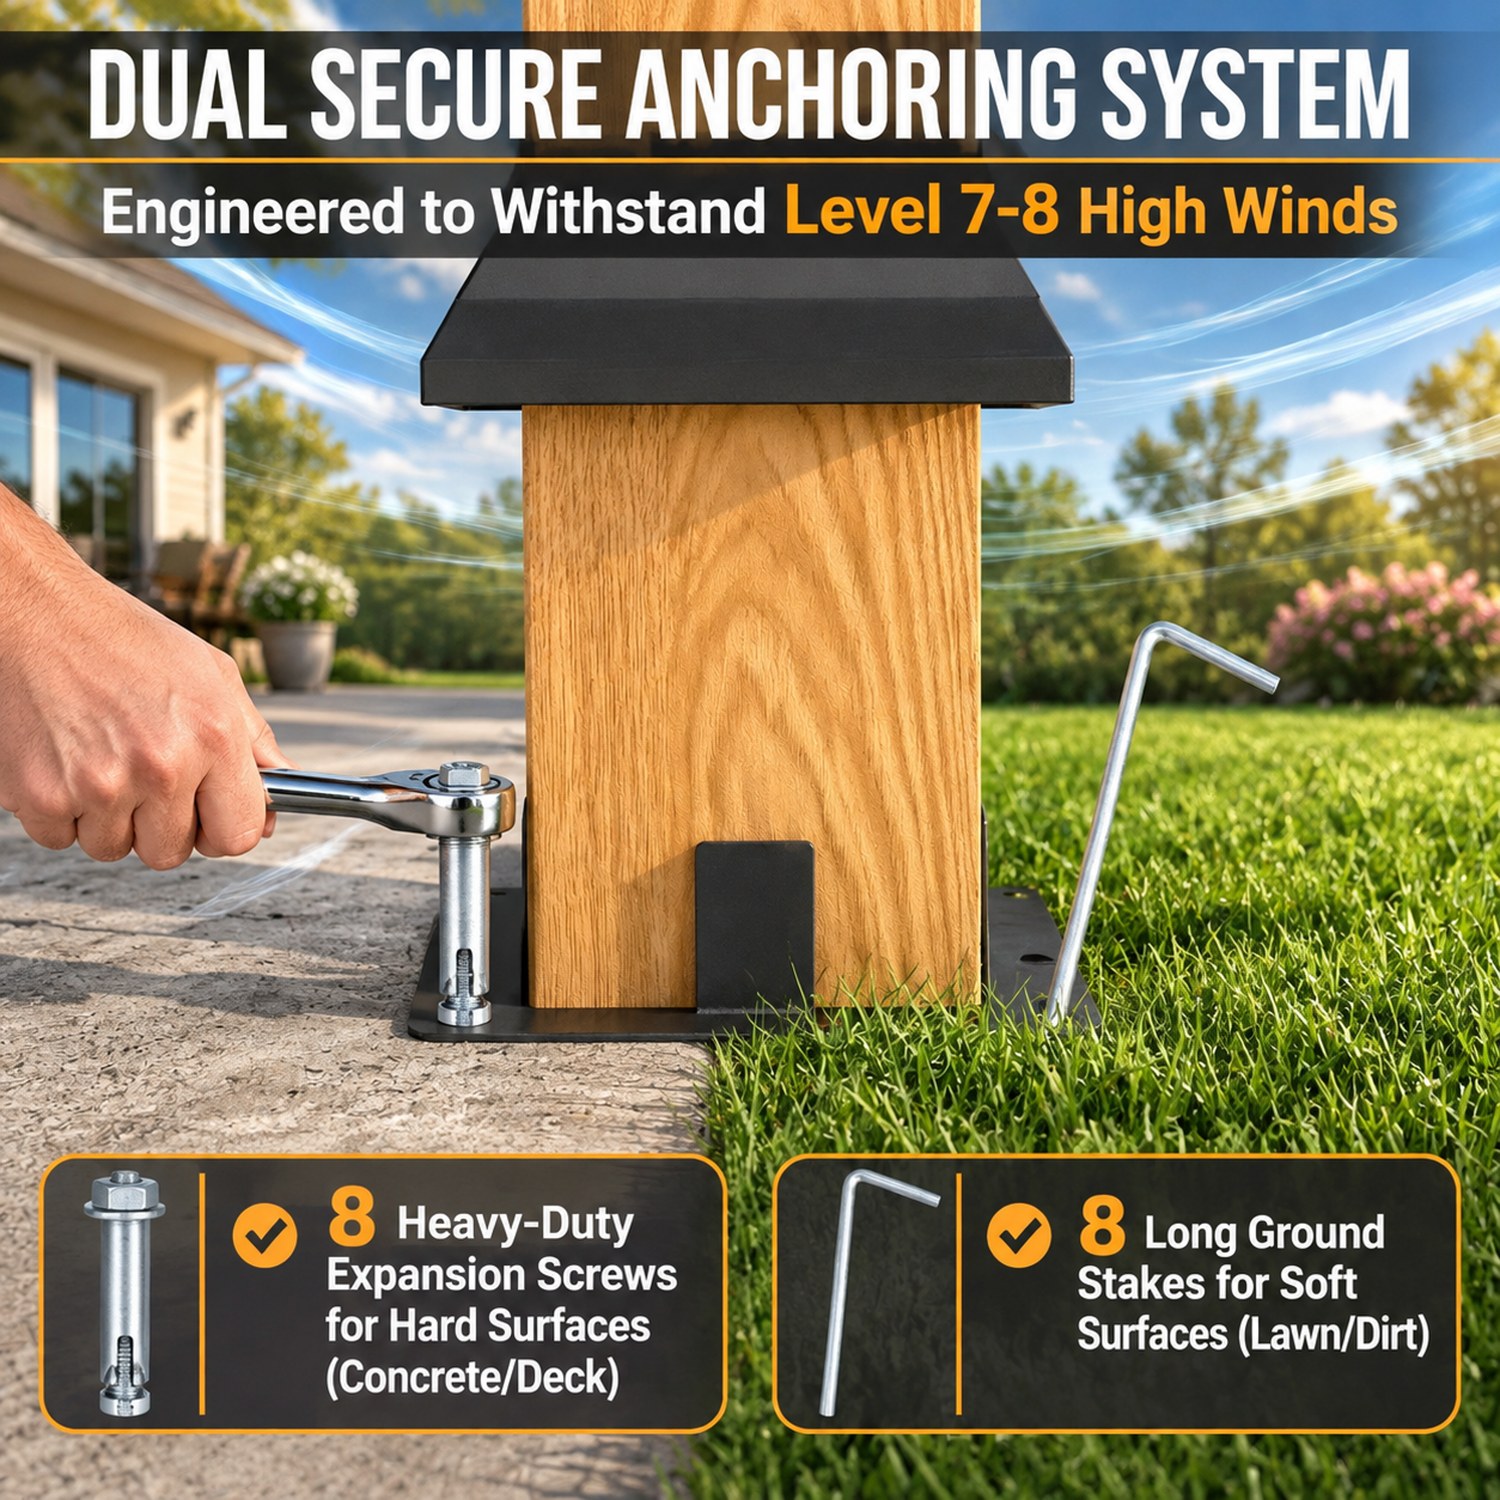 DUAL SECURE ANCHORING SYSTEM
Engineered to Withstand Level 7-8 High Winds
8 Heavy-Duty
Expansion Screws
for Hard Surfaces
(Concrete/Deck)
8 Long Ground
Stakes for Soft
Surfaces (Lawn/Dirt)